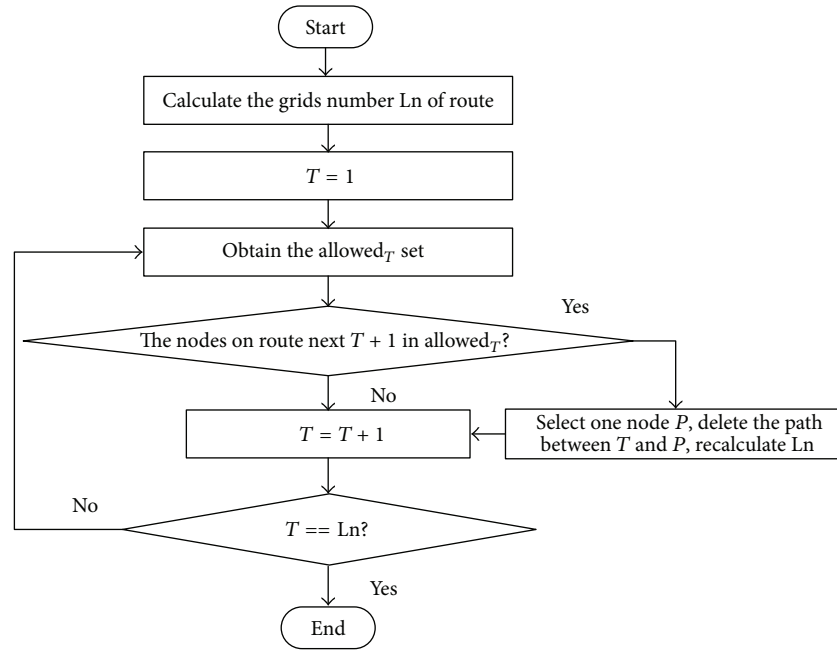 Start
Calculate the grids number Ln of route
T = 1
Obtain the allowed_T set
Yes
The nodes on route next T + 1 in allowed_T?
No
Select one node P, delete the path
between T and P, recalculate Ln
T = T + 1
No
T == Ln?
Yes
End